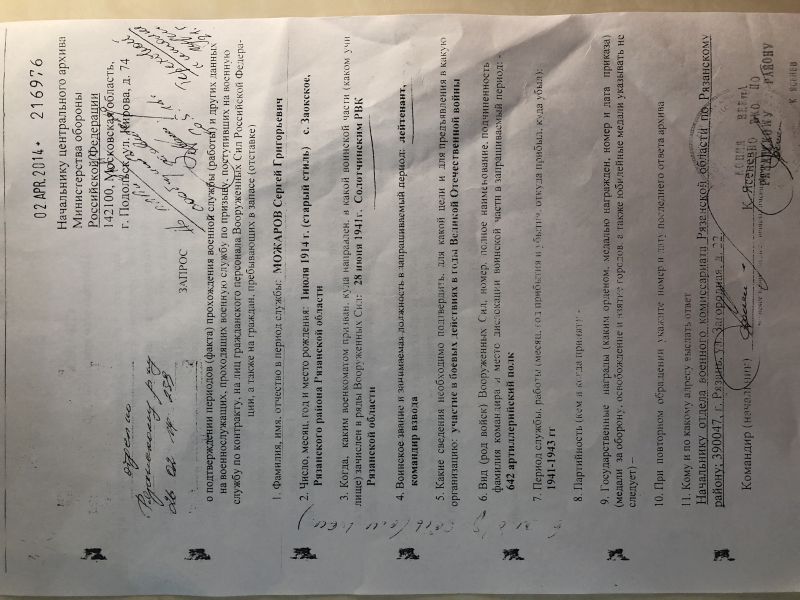 02 APR. 2014 * 216976
Начальнику центрального архива
Министерства обороны
Российской Федерации
142100, Московская область,
г. Подольск, ул. Кирова, д. 74
отдел по
Рязанскому р-ну
ЗАПРОС
о подтверждении периодов (факта) прохождения военной службы (работы) и других данных
на военнослужащих, проходящих военную службу по призыву, поступивших на военную
службу по контракту, на лиц гражданского персонала Вооруженных Сил Российской Федера-
ции, а также на граждан, пребывающих в запасе (отставке)
1. Фамилия, имя, отчество в период службы: МОЖАРОВ Сергей Григорьевич
2. Число, месяц, год и место рождения: 1июля 1914 г. (старый стиль) с. Заокское,
Рязанского района Рязанской области
3. Когда, каким военкоматом призван, куда направлен, в какой воинской части (каком учи
лище) зачислен в ряды Вооруженных Сил: 28 июня 1941г. Солотчинским РВК
Рязанской области
4. Воинское звание и занимаемая должность в запрашиваемый период: лейтенант,
командир взвода
5. Какие сведения необходимо подтвердить, для какой цели и для предъявления в какую
организацию: участие в боевых действиях в годы Великой Отечественной войны
6. Вид (род войск) Вооруженных Сил, номер, полное наименование, подчиненность
фамилия командира и место дислокации воинской части в запрашиваемый период: -
642 артиллерийский полк
7. Период службы, работы (месяц, год прибытия и убытия, откуда прибыл, куда убыл):
1941-1943 гг
8. Партийность (кем и когда принят): -
9. Государственные награды (каким орденом, медалью награжден, номер и дата приказа)
(медали за оборону, освобождение и взятие городов, а также юбилейные медали указывать не
следует) –
10. При повторном обращении укажите номер и дату последнего ответа архива
11. Кому и по какому адресу выслать ответ
Начальнику отдела военного комиссариата Рязанской области по Рязанскому
району; 390047, г. Рязань, ул. Загородная, д. 22
Командир (начальник)
РАЙОНУ